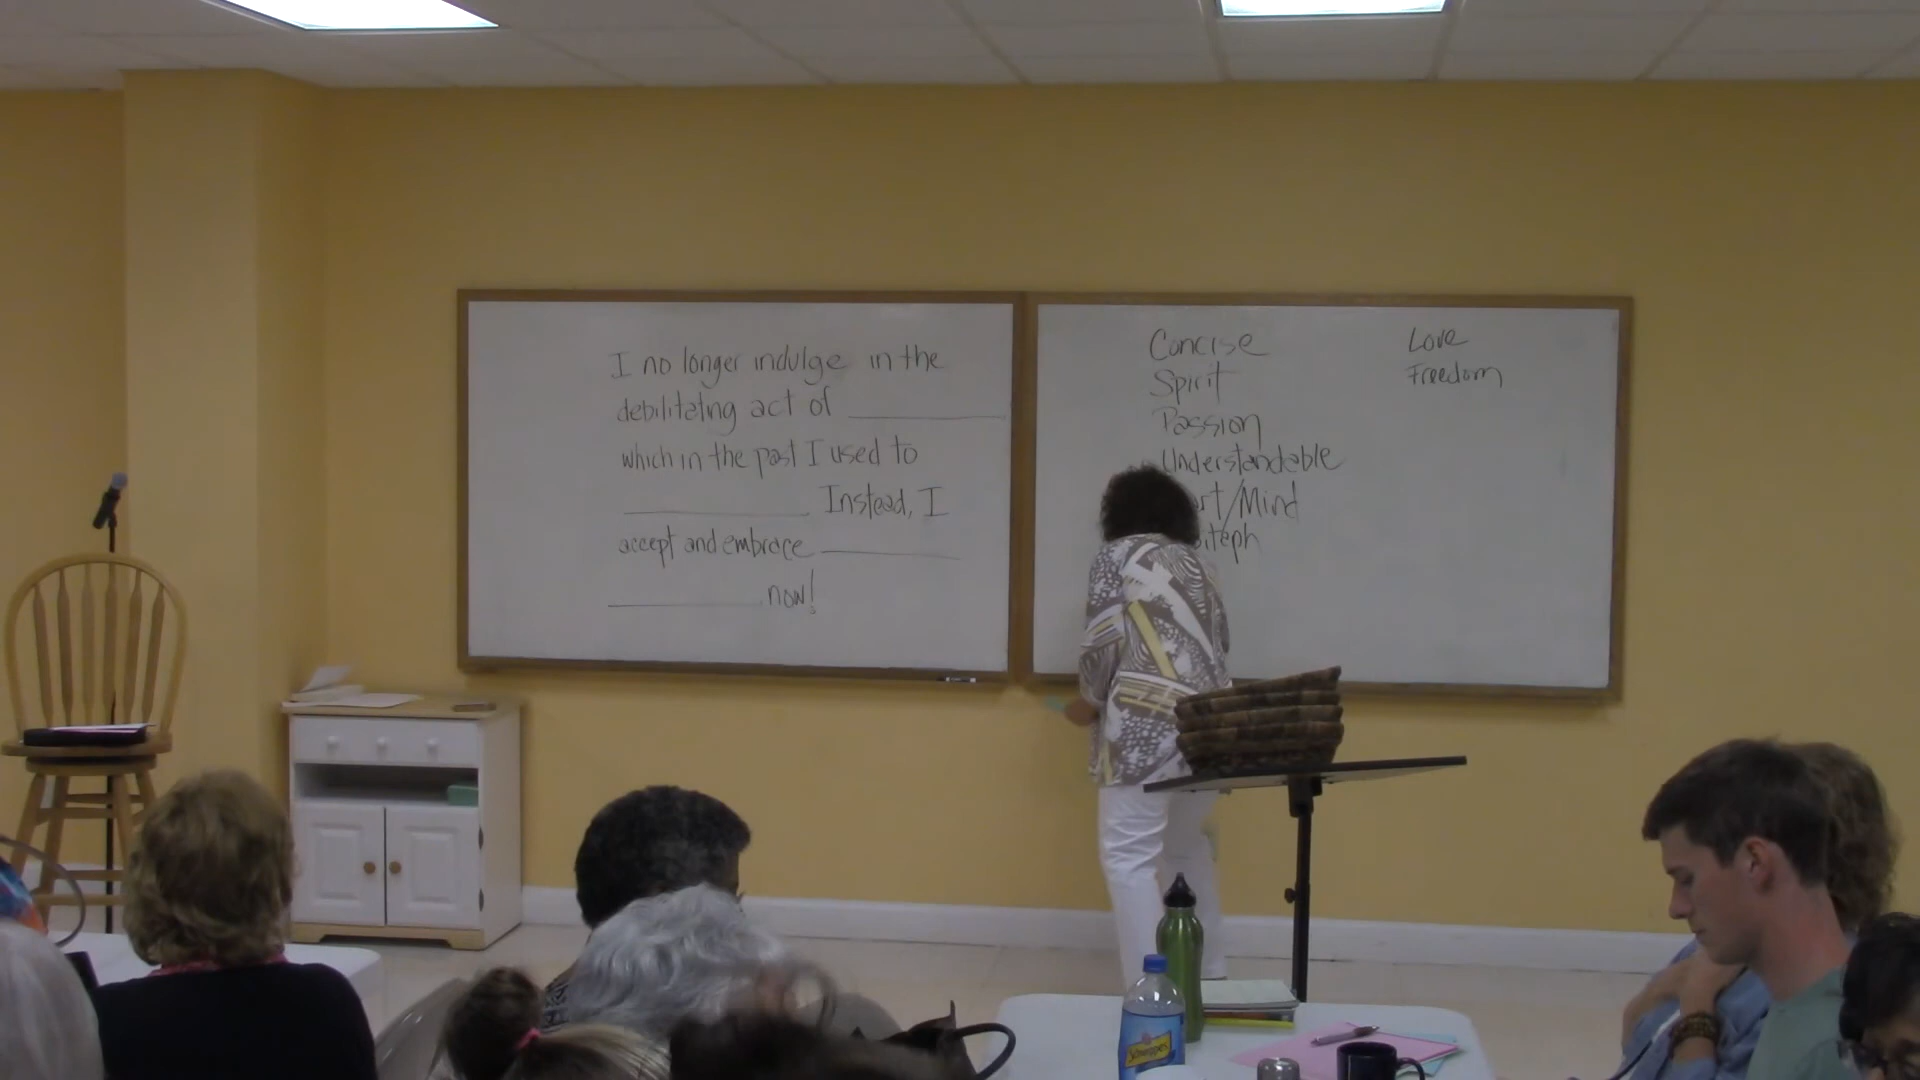 I no longer indulge in the
debilitating act of
which in the past I used to
Instead, I
accept and embrace
now!
Concise
Spirit
Passion
Understandable
/Mind
Love
Freedom
Schweppes